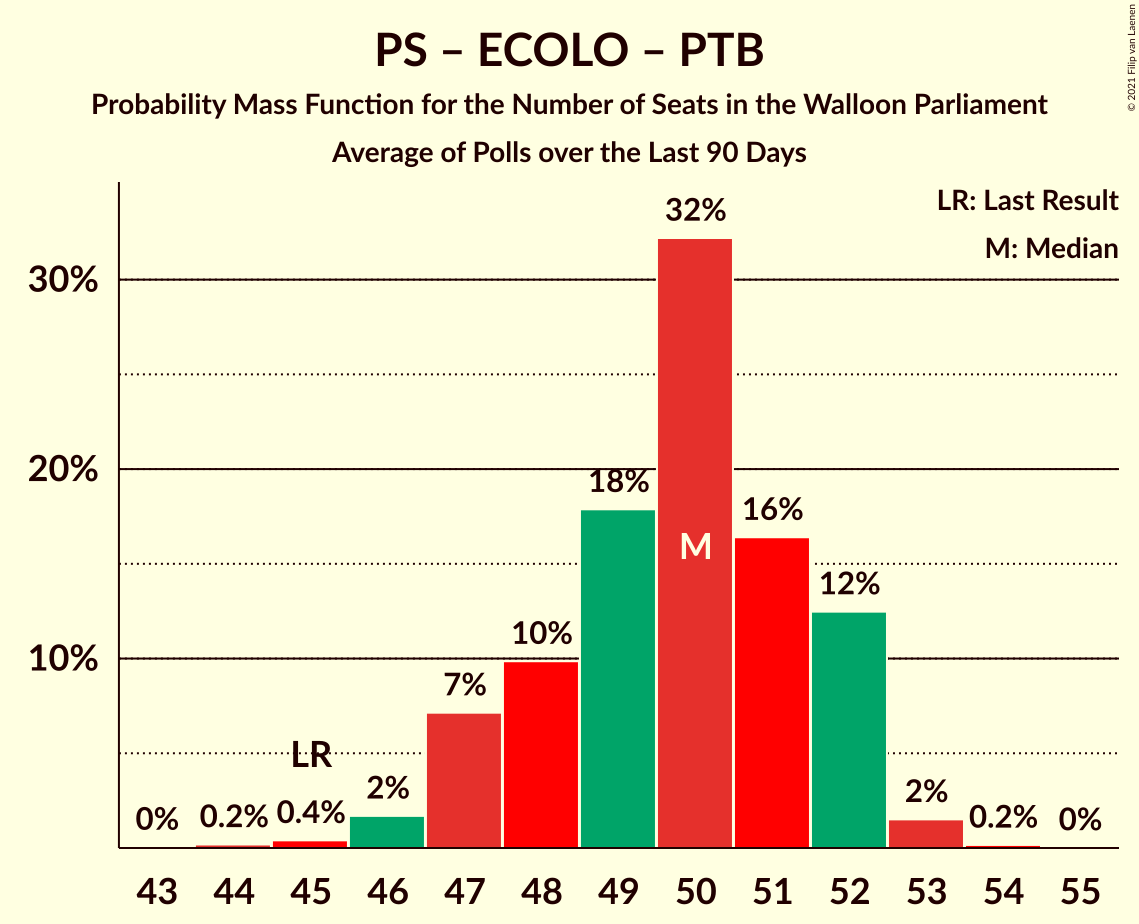 PS – ECOLO – PTB
Probability Mass Function for the Number of Seats in the Walloon Parliament
Average of Polls over the Last 90 Days
© 2021 Filip van Laenen
LR: Last Result
M: Median
30%
20%
10%
0%
0.2%
0.4%
LR
2%
7%
10%
18%
32%
M
16%
12%
2%
0.2%
0%
43 44 45 46 47 48 49 50 51 52 53 54 55